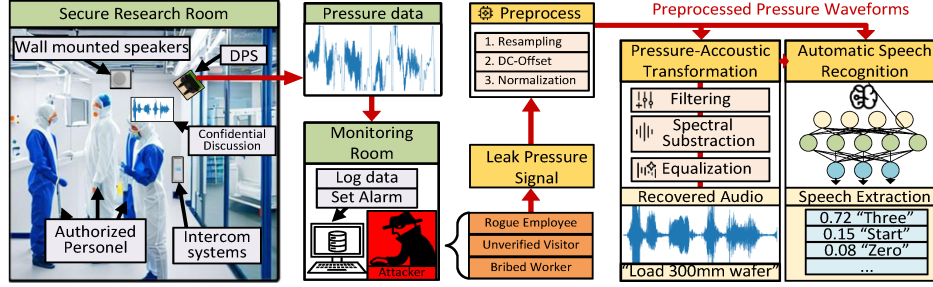 Secure Research Room
Wall mounted speakers
DPS
Confidential
Discussion
Authorized
Personel
Intercom
systems
Pressure data
Monitoring
Room
Log data
Set Alarm
Attacker
Preprocess
1. Resampling
2. DC-Offset
3. Normalization
Leak Pressure
Signal
Rogue Employee
Unverified Visitor
Bribed Worker
Preprocessed Pressure Waveforms
Pressure-Accoustic
Transformation
Filtering
Spectral
Substraction
Equalization
Recovered Audio
"Load 300mm wafer"
Automatic Speech
Recognition
Speech Extraction
0.72 "Three"
0.15 "Start"
0.08 "Zero"
...